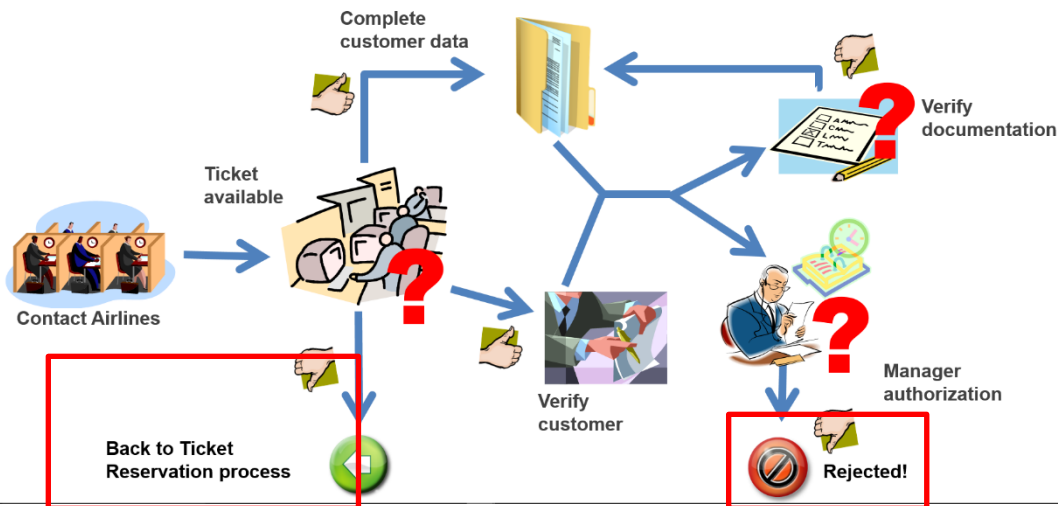 Complete
customer data
Verify
documentation
Ticket
available
Contact Airlines
Verify
customer
Manager
authorization
Back to Ticket
Reservation process
Rejected!
?
?
?
A
C
L
T